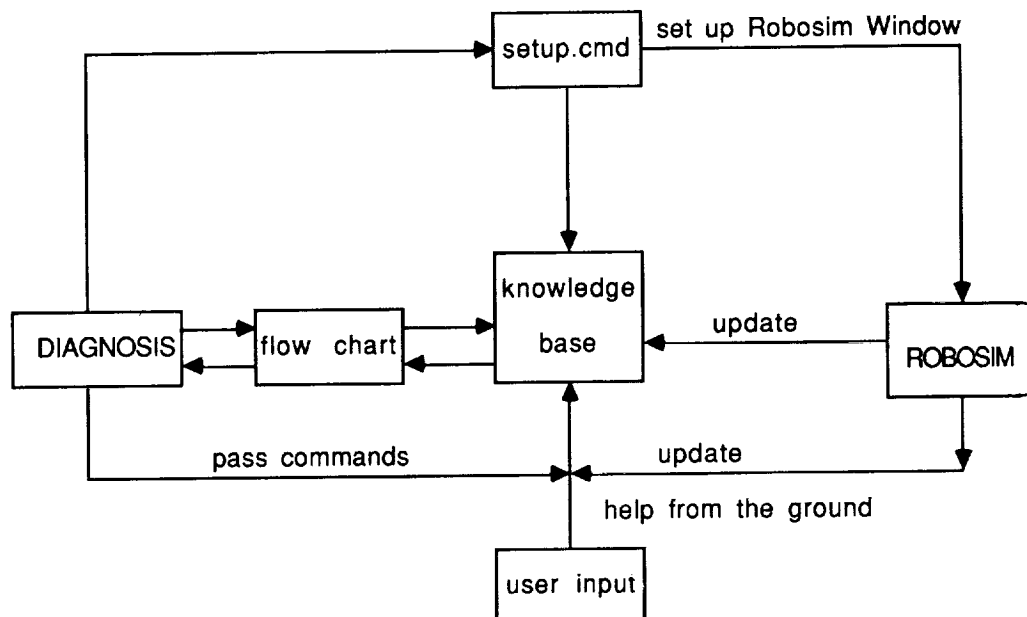 setup.cmd
set up Robosim Window
knowledge
base
DIAGNOSIS
flow chart
update
ROBOSIM
pass commands
update
help from the ground
user input